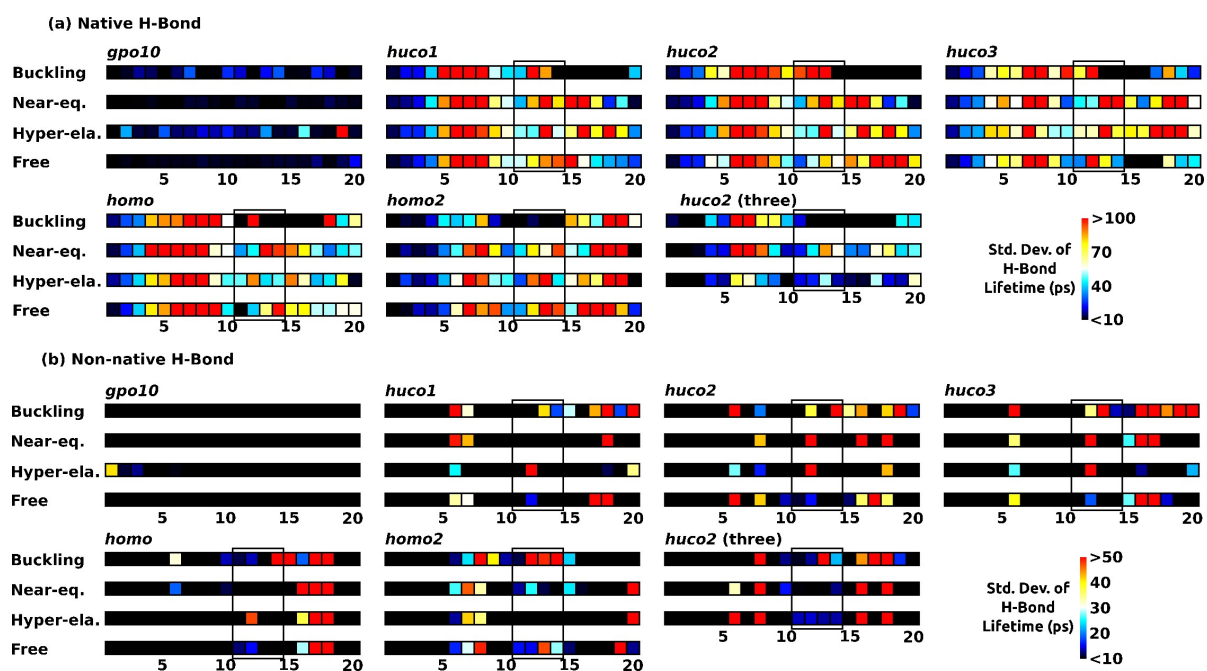 (a) Native H-Bond
gpo10 huco1 huco2 huco3
Buckling
Near-eq.
Hyper-ela.
Free
5 10 15 20 5 10 15 20 5 10 15 20 5 10 15 20
homo homo2 huco2 (three)
Buckling
Near-eq.
Hyper-ela.
Free
5 10 15 20 5 10 15 20 5 10 15 20
Std. Dev. of
H-Bond
Lifetime (ps)
>100
70
40
<10
(b) Non-native H-Bond
gpo10 huco1 huco2 huco3
Buckling
Near-eq.
Hyper-ela.
Free
5 10 15 20 5 10 15 20 5 10 15 20 5 10 15 20
homo homo2 huco2 (three)
Buckling
Near-eq.
Hyper-ela.
Free
5 10 15 20 5 10 15 20 5 10 15 20
Std. Dev. of
H-Bond
Lifetime (ps)
>50
40
30
20
<10